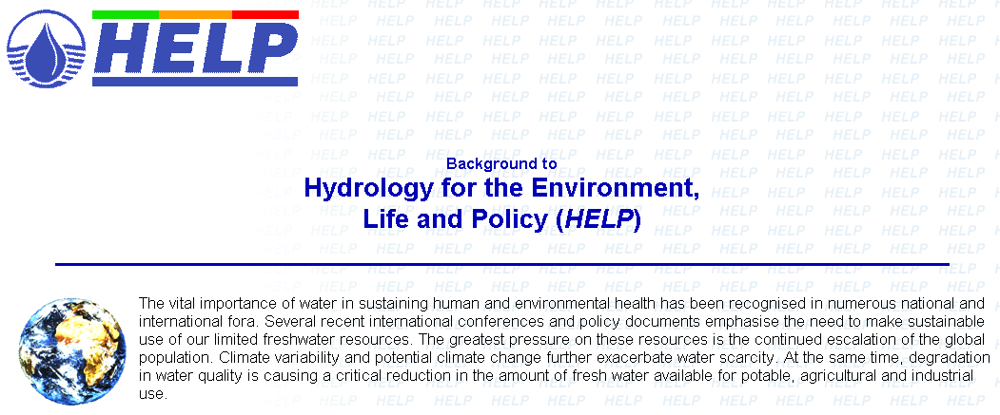 HELP
Background to
Hydrology for the Environment,
Life and Policy (HELP)
The vital importance of water in sustaining human and environmental health has been recognised in numerous national and
international fora. Several recent international conferences and policy documents emphasise the need to make sustainable
use of our limited freshwater resources. The greatest pressure on these resources is the continued escalation of the global
population. Climate variability and potential climate change further exacerbate water scarcity. At the same time, degradation
in water quality is causing a critical reduction in the amount of fresh water available for potable, agricultural and industrial
use.